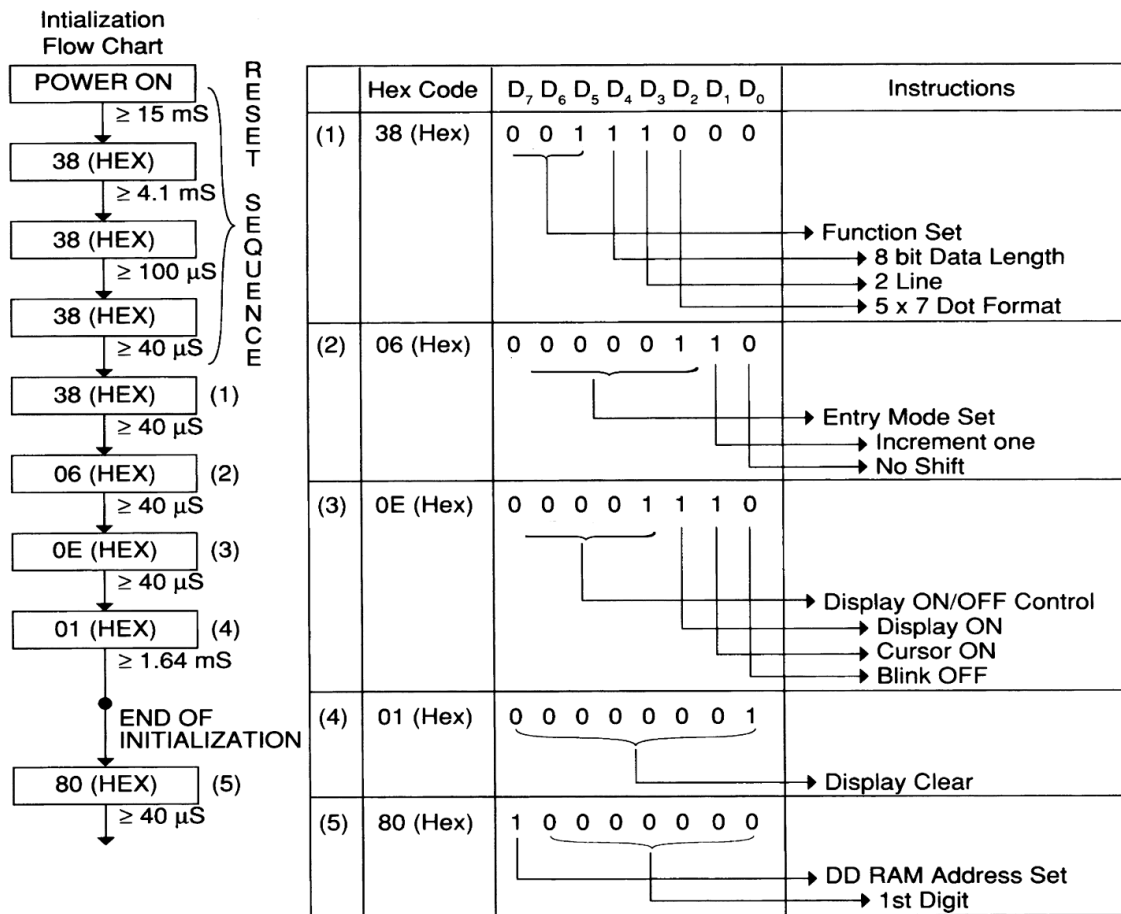 Intialization
Flow Chart
POWER ON
≥ 15 mS
38 (HEX)
≥ 4.1 mS
38 (HEX)
≥ 100 µS
38 (HEX)
≥ 40 µS
RESET SEQUENCE
38 (HEX) (1)
≥ 40 µS
06 (HEX) (2)
≥ 40 µS
0E (HEX) (3)
≥ 40 µS
01 (HEX) (4)
≥ 1.64 mS
END OF
INITIALIZATION
80 (HEX) (5)
≥ 40 µS
Hex Code D₇ D₆ D₅ D₄ D₃ D₂ D₁ D₀ Instructions
(1) 38 (Hex) 0 0 1 1 1 0 0 0
Function Set
8 bit Data Length
2 Line
5 x 7 Dot Format
(2) 06 (Hex) 0 0 0 0 0 1 1 0
Entry Mode Set
Increment one
No Shift
(3) 0E (Hex) 0 0 0 0 1 1 1 0
Display ON/OFF Control
Display ON
Cursor ON
Blink OFF
(4) 01 (Hex) 0 0 0 0 0 0 0 1
Display Clear
(5) 80 (Hex) 1 0 0 0 0 0 0 0
DD RAM Address Set
1st Digit